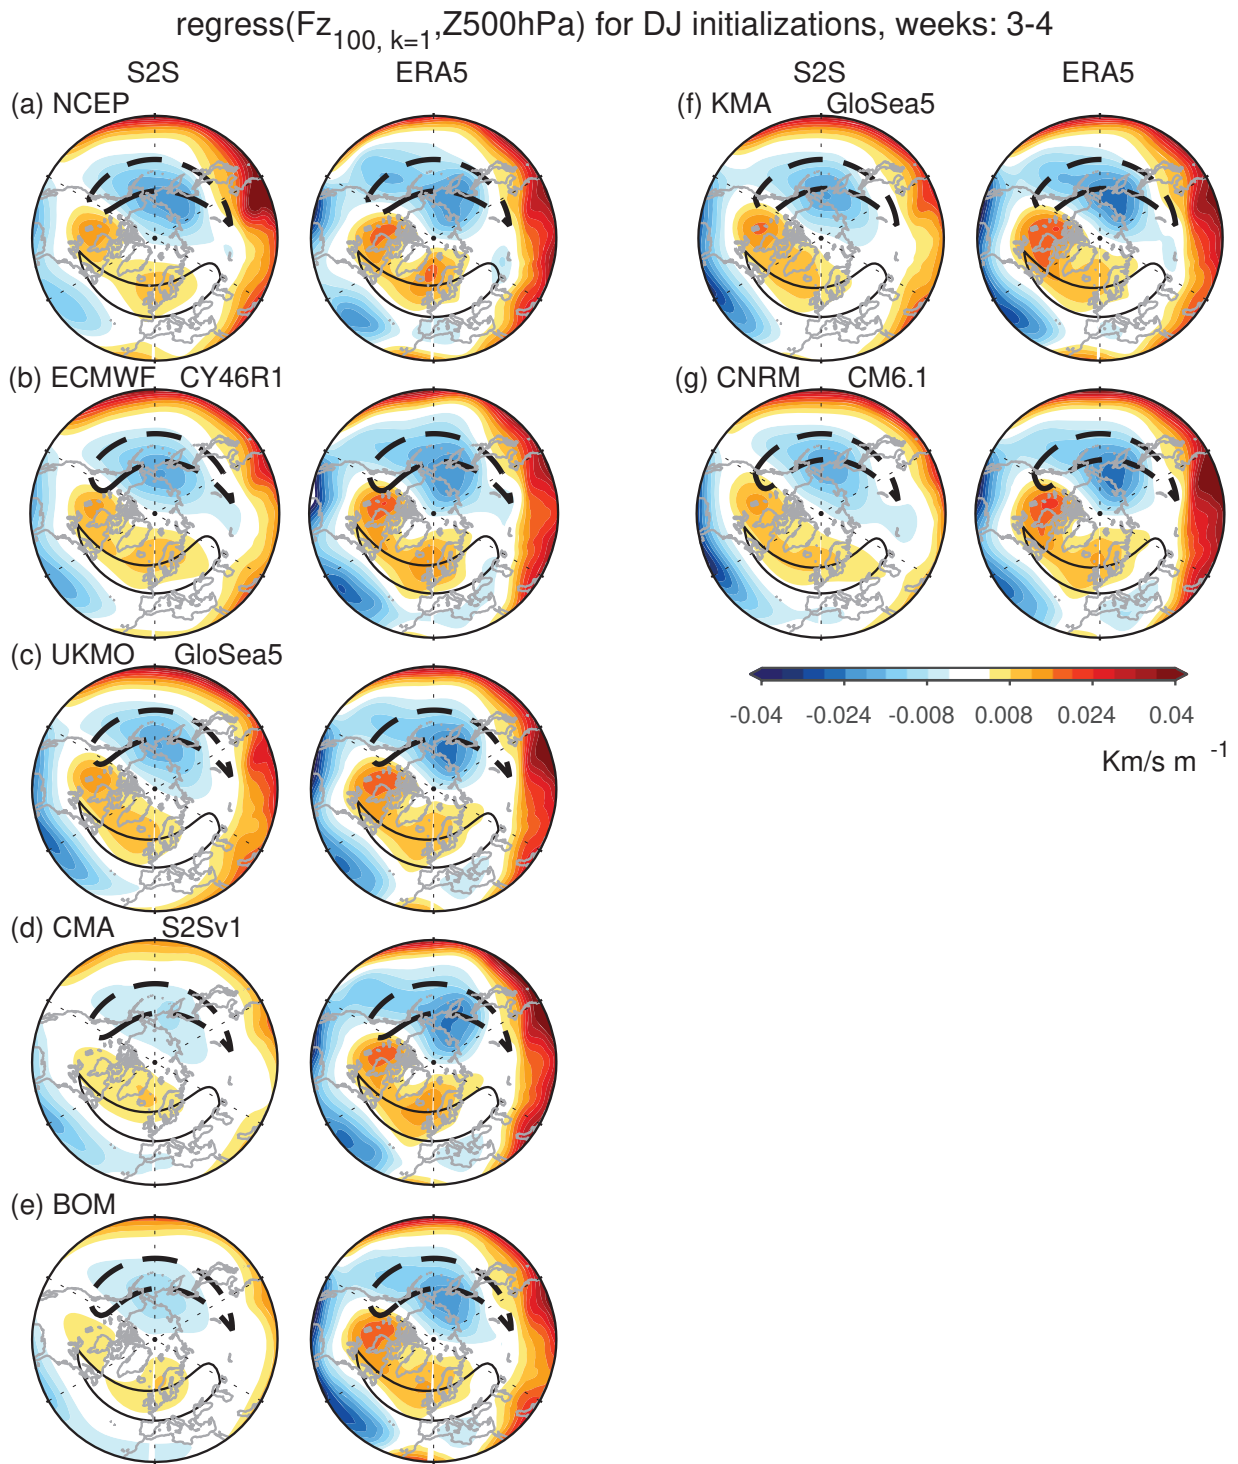 regress(Fz100, k=1,Z500hPa) for DJ initializations, weeks: 3-4
S2S ERA5 S2S ERA5
(a) NCEP (f) KMA GloSea5
(b) ECMWF CY46R1 (g) CNRM CM6.1
(c) UKMO GloSea5
-0.04 -0.024 -0.008 0.008 0.024 0.04
Km/s m -1
(d) CMA S2Sv1
(e) BOM